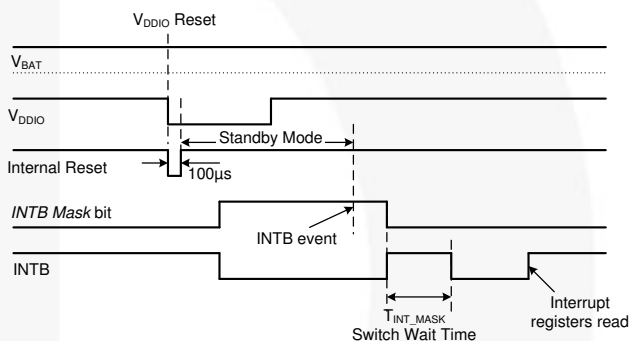 VDDIO Reset
VBAT
VDDIO
Standby Mode
Internal Reset
100µs
INTB Mask bit
INTB event
INTB
TINT_MASK
Switch Wait Time
Interrupt
registers read